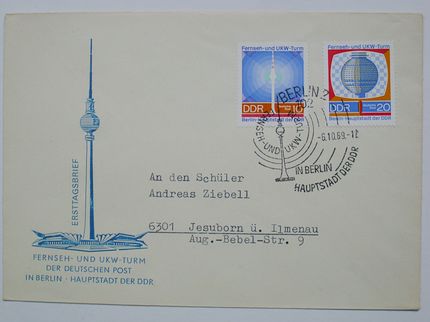 Fernsehen- und UKW-Turm
DDR 10
Berlin-Hauptstadt der DDR
Fernseh- und UKW-Turm
DDR 20
Berlin-Hauptstadt der DDR
BERLIN 2
102
FERNSEH-UND UKW-TURM
-6.10.69.-12
IN BERLIN
HAUPTSTADT DER DDR
ERSTTAGSBRIEF
An den Schüler
Andreas Ziebell
6301 Jesuborn ü. Ilmenau
Aug.-Bebel-Str. 9
FERNSEH- UND UKW-TURM
DER DEUTSCHEN POST
IN BERLIN · HAUPTSTADT DER DDR